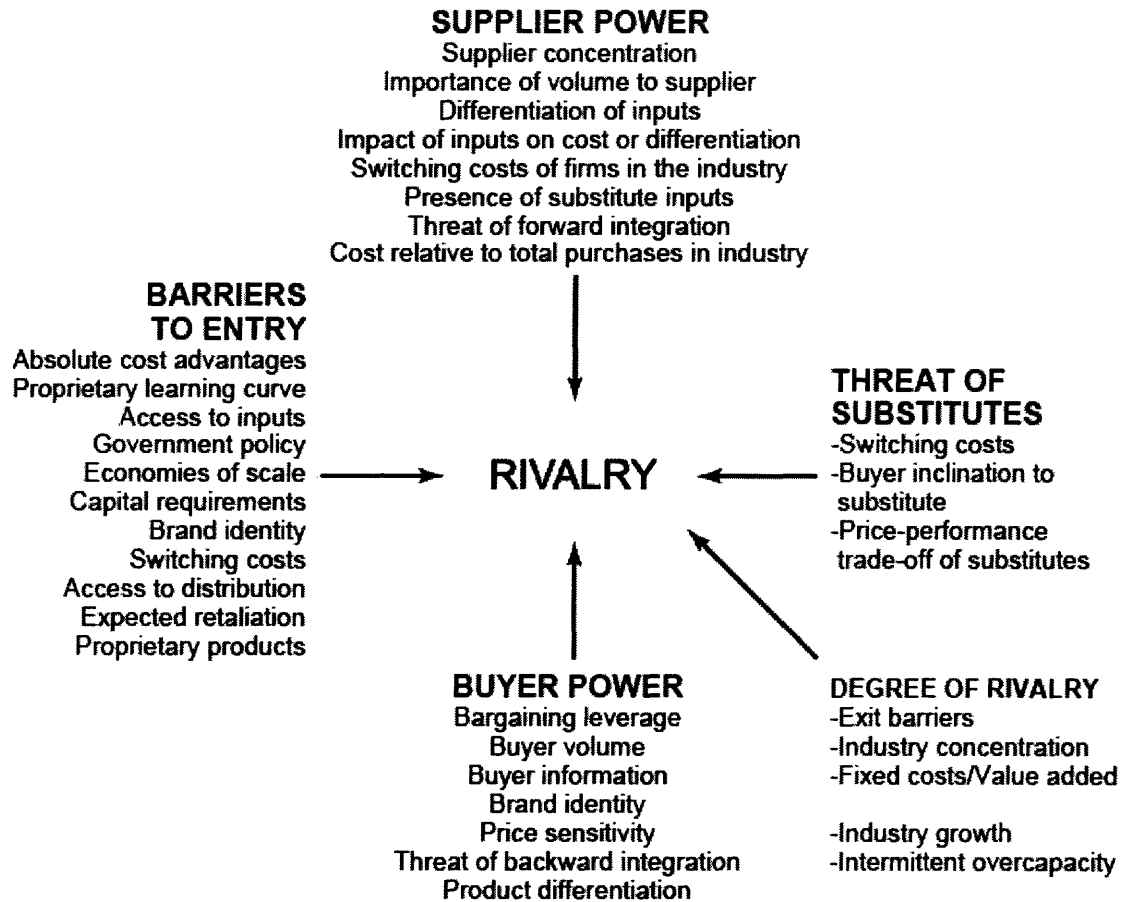 SUPPLIER POWER
Supplier concentration
Importance of volume to supplier
Differentiation of inputs
Impact of inputs on cost or differentiation
Switching costs of firms in the industry
Presence of substitute inputs
Threat of forward integration
Cost relative to total purchases in industry
BARRIERS
TO ENTRY
Absolute cost advantages
Proprietary learning curve
Access to inputs
Government policy
Economies of scale
Capital requirements
Brand identity
Switching costs
Access to distribution
Expected retaliation
Proprietary products
RIVALRY
THREAT OF
SUBSTITUTES
-Switching costs
-Buyer inclination to
substitute
-Price-performance
trade-off of substitutes
BUYER POWER
Bargaining leverage
Buyer volume
Buyer information
Brand identity
Price sensitivity
Threat of backward integration
Product differentiation
DEGREE OF RIVALRY
-Exit barriers
-Industry concentration
-Fixed costs/Value added
-Industry growth
-Intermittent overcapacity